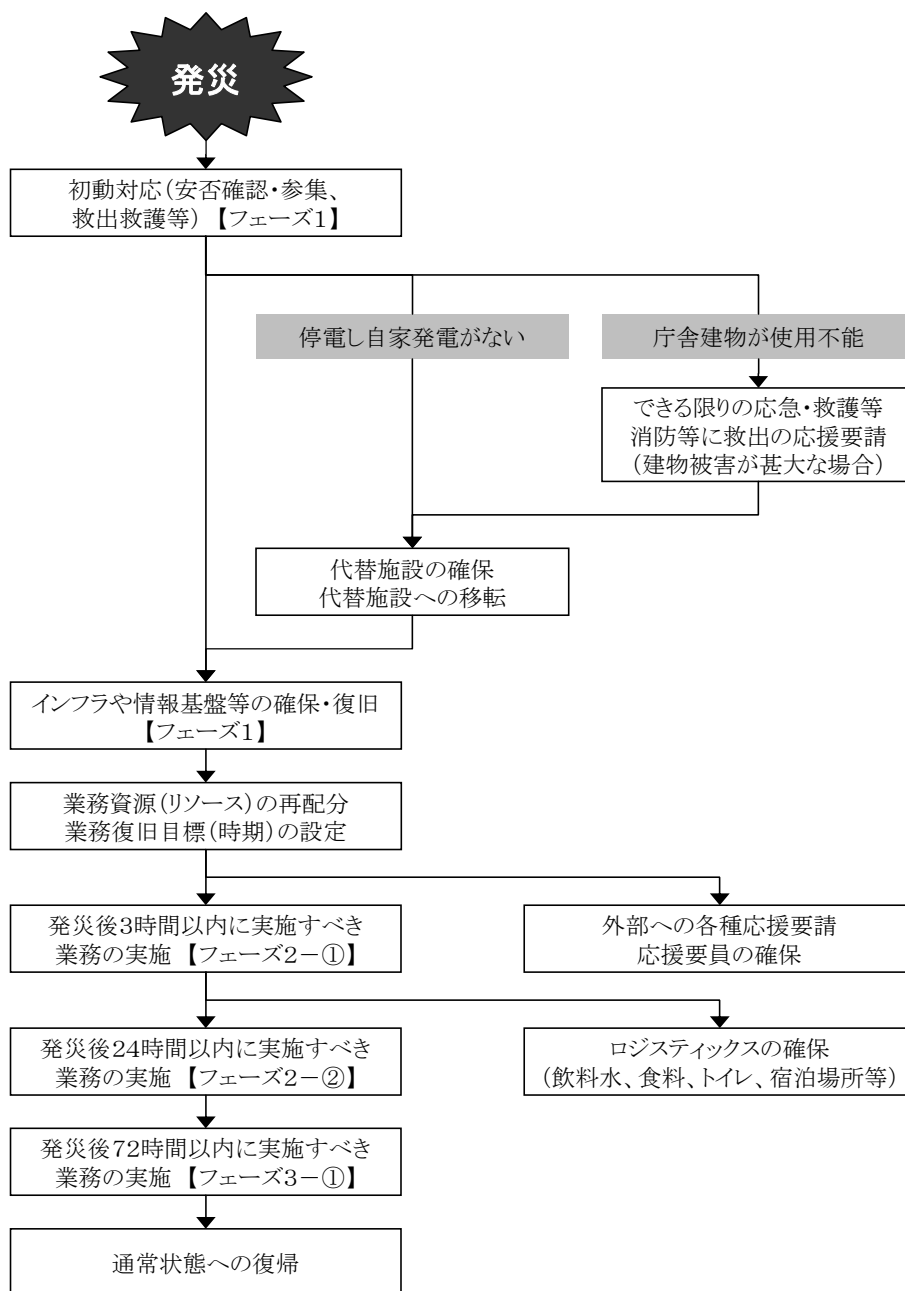 発災
初動対応(安否確認・参集、
救出救護等)【フェーズ1】
停電し自家発電がない
庁舎建物が使用不能
できる限りの応急・救護等
消防等に救出の応援要請
(建物被害が甚大な場合)
代替施設の確保
代替施設への移転
インフラや情報基盤等の確保・復旧
【フェーズ1】
業務資源(リソース)の再配分
業務復旧目標(時期)の設定
発災後3時間以内に実施すべき
業務の実施【フェーズ2-①】
外部への各種応援要請
応援要員の確保
発災後24時間以内に実施すべき
業務の実施【フェーズ2-②】
ロジスティックスの確保
(飲料水、食料、トイレ、宿泊場所等)
発災後72時間以内に実施すべき
業務の実施【フェーズ3-①】
通常状態への復帰